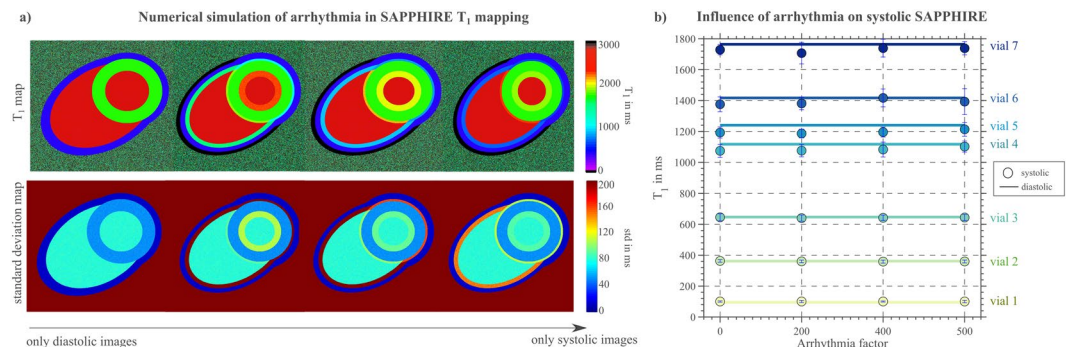 a)
Numerical simulation of arrhythmia in SAPPHIRE T₁ mapping
T₁ map
3000
2000
1000
0
T₁ in ms
standard deviation map
200
160
120
80
40
0
std in ms
only diastolic images
only systolic images
b)
Influence of arrhythmia on systolic SAPPHIRE
T₁ in ms
1800
1600
1400
1200
1000
800
600
400
200
0
0
200
400
500
Arrhythmia factor
vial 7
vial 6
vial 5
vial 4
vial 3
vial 2
vial 1
systolic
diastolic